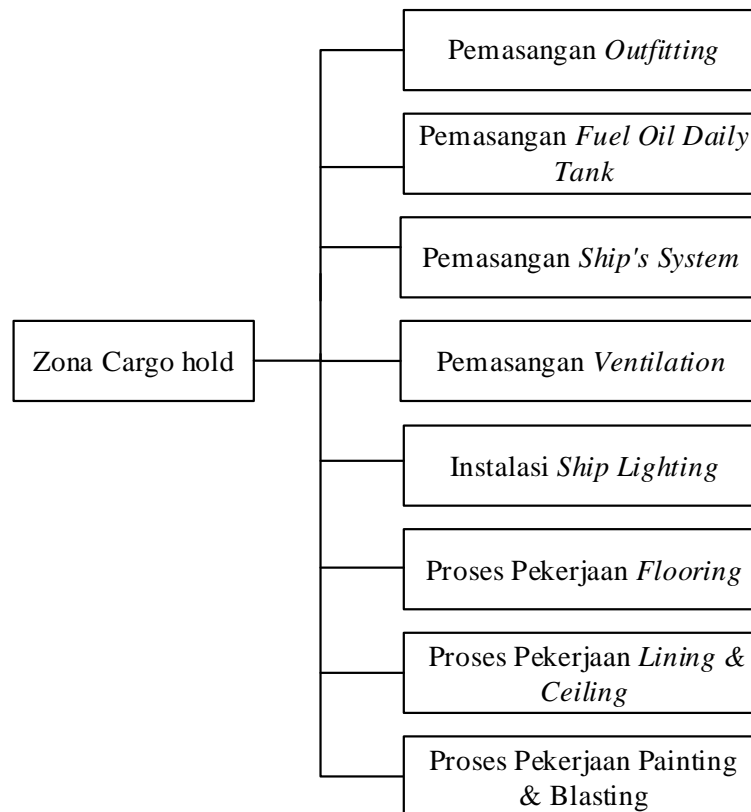 Pemasangan Outfitting
Pemasangan Fuel Oil Daily
Tank
Pemasangan Ship's System
Zona Cargo hold
Pemasangan Ventilation
Instalasi Ship Lighting
Proses Pekerjaan Flooring
Proses Pekerjaan Lining &
Ceiling
Proses Pekerjaan Painting
& Blasting